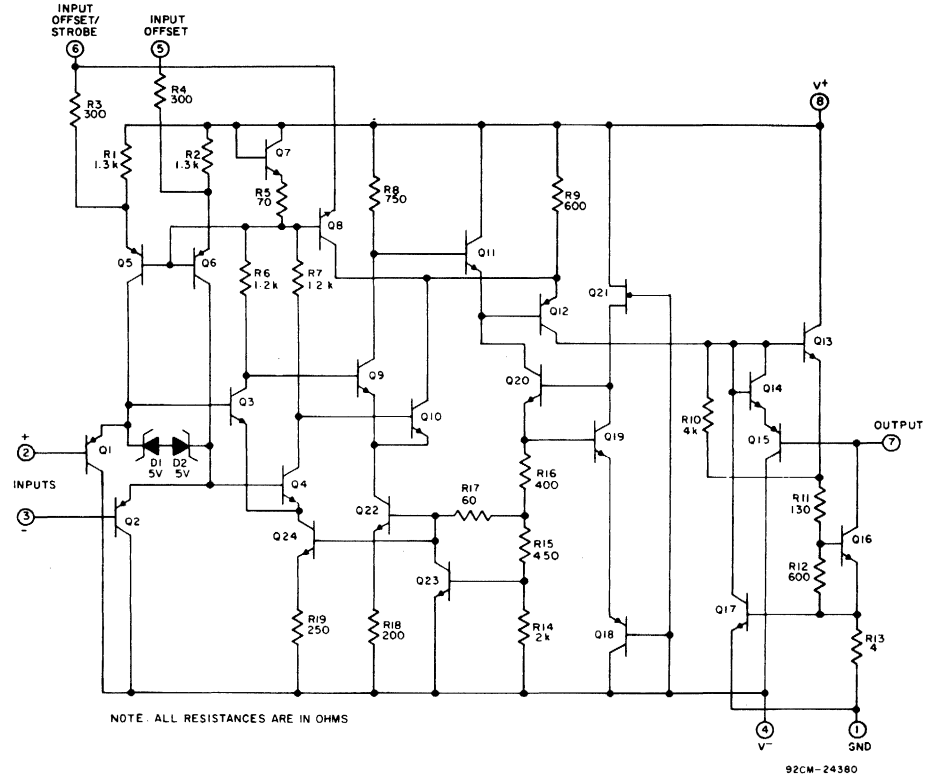 INPUT
OFFSET/
STROBE
6
INPUT
OFFSET
5
R3
300
R4
300
V+
8
R1
1.3k
R2
1.3k
Q7
R5
70
R8
750
R9
600
Q8
Q5
Q6
Q11
R6
1.2k
R7
1.2k
Q21
Q12
Q13
Q9
Q20
Q14
Q3
Q10
R10
4k
Q15
OUTPUT
7
Q19
+
2
Q1
D1
5V
D2
5V
INPUTS
R16
400
Q4
R17
60
R11
130
3
-
Q2
Q22
Q24
R15
450
Q16
Q23
R12
600
Q17
R19
250
R18
200
R14
2k
Q18
R13
4
NOTE. ALL RESISTANCES ARE IN OHMS
4
V-
1
GND
92CM-24380